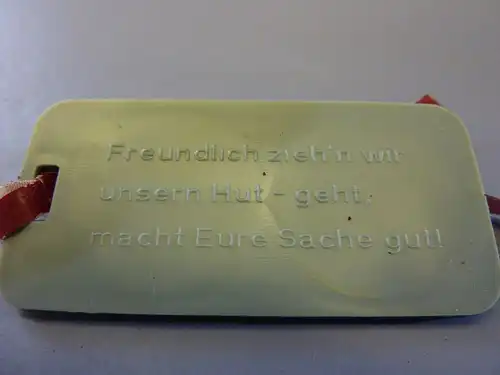 Freundlich zieh'n wir
unsern Hut - geht,
macht Eure Sache gut!